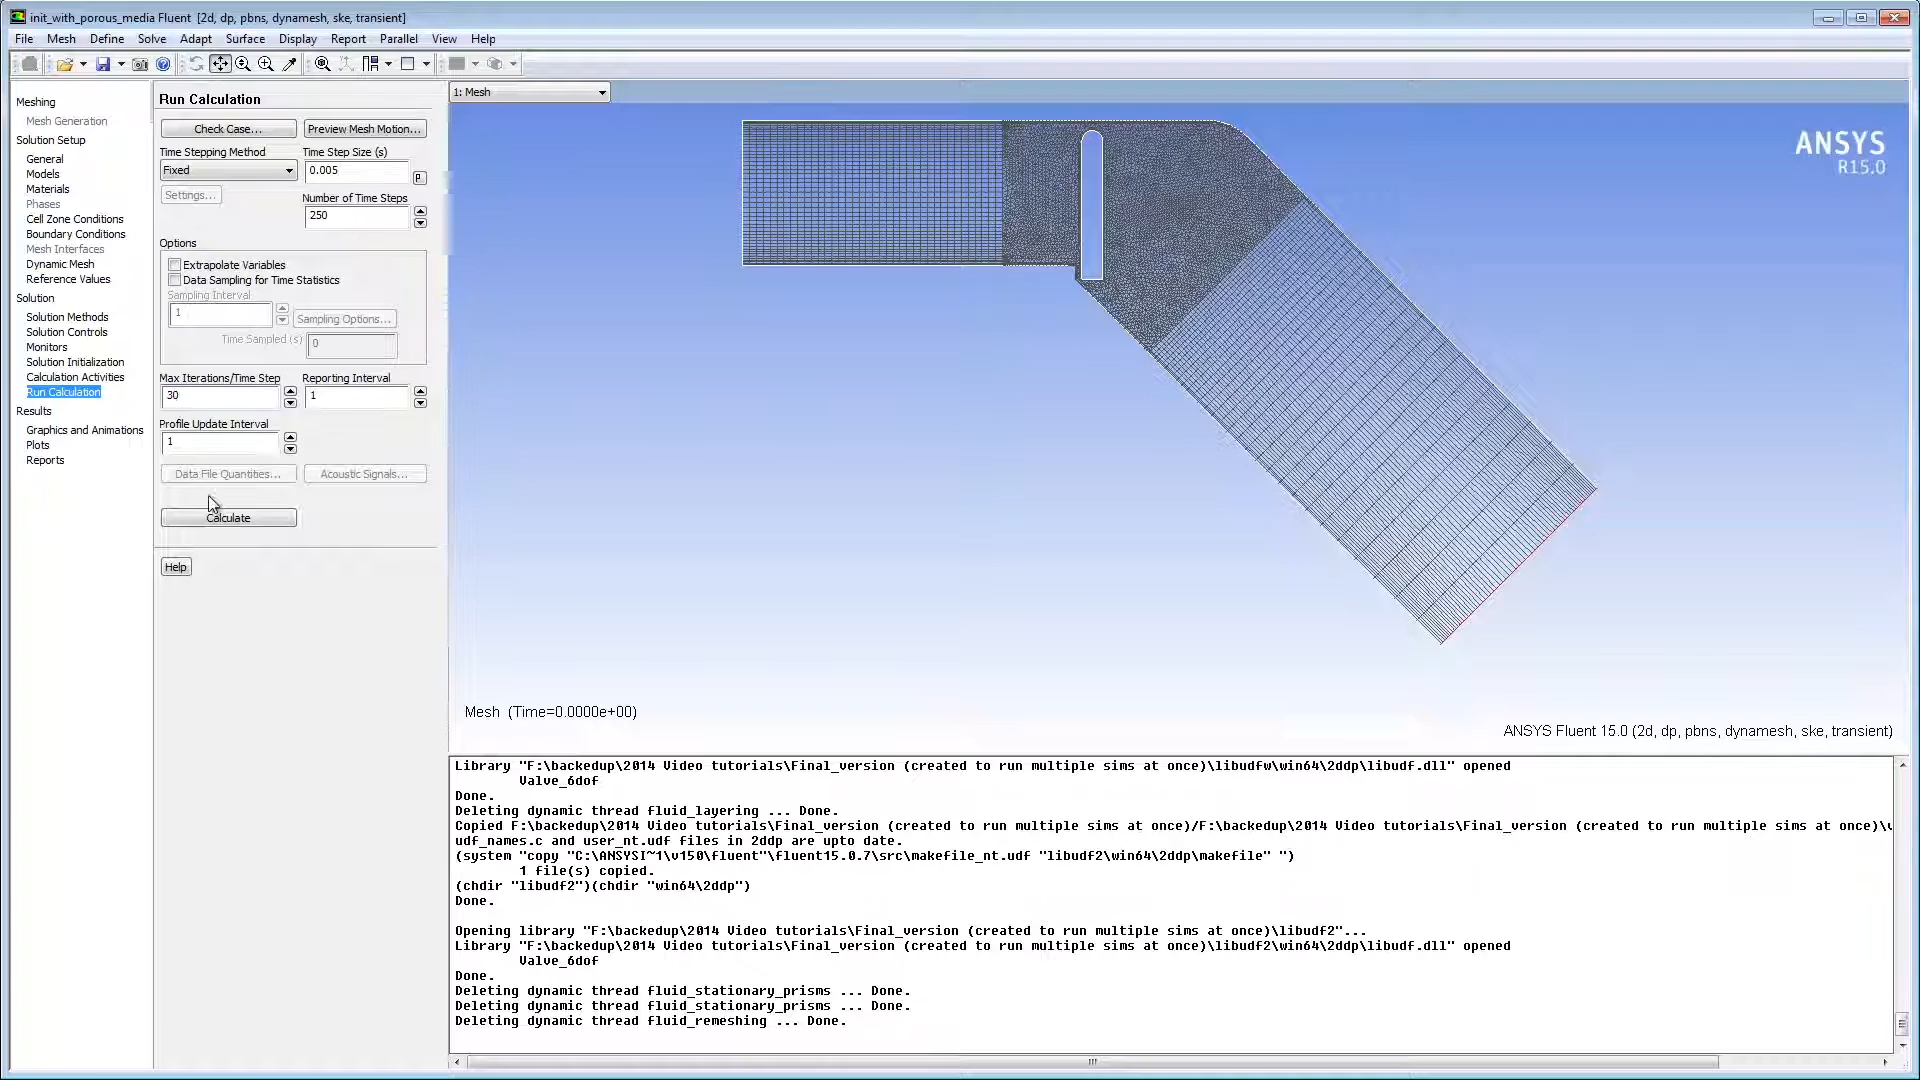 init_with_porous_media Fluent  [2d, dp, pbns, dynamesh, ske, transient]
File Mesh Define Solve Adapt Surface Display Report Parallel View Help
Meshing
Mesh Generation
Solution Setup
General
Models
Materials
Phases
Cell Zone Conditions
Boundary Conditions
Mesh Interfaces
Dynamic Mesh
Reference Values
Solution
Solution Methods
Solution Controls
Monitors
Solution Initialization
Calculation Activities
Run Calculation
Results
Graphics and Animations
Plots
Reports
Run Calculation
Check Case... Preview Mesh Motion...
Time Stepping Method Time Step Size (s)
Fixed 0.005 P
Settings... Number of Time Steps
250
Options
Extrapolate Variables
Data Sampling for Time Statistics
Sampling Interval
1 Sampling Options...
Time Sampled (s) 0
Max Iterations/Time Step Reporting Interval
30 1
Profile Update Interval
1
Data File Quantities... Acoustic Signals...
Calculate
Help
1: Mesh
ANSYS
R15.0
Mesh  (Time=0.0000e+00)
ANSYS Fluent 15.0 (2d, dp, pbns, dynamesh, ske, transient)
Library "F:\backedup\2014 Video tutorials\Final_version (created to run multiple sims at once)\libudfw\win64\2ddp\libudf.dll" opened
Valve_6dof
Done.
Deleting dynamic thread fluid_layering ... Done.
Copied F:\backedup\2014 Video tutorials\Final_version (created to run multiple sims at once)/F:\backedup\2014 Video tutorials\Final_version (created to run multiple sims at once)\
udf_names.c and user_nt.udf files in 2ddp are upto date.
(system "copy "C:\ANSYSI~1\v150\fluent"\fluent15.0.7\src\makefile_nt.udf "libudf2\win64\2ddp\makefile" ")
1 file(s) copied.
(chdir "libudf2")(chdir "win64\2ddp")
Done.
Opening library "F:\backedup\2014 Video tutorials\Final_version (created to run multiple sims at once)\libudf2"...
Library "F:\backedup\2014 Video tutorials\Final_version (created to run multiple sims at once)\libudf2\win64\2ddp\libudf.dll" opened
Valve_6dof
Done.
Deleting dynamic thread fluid_stationary_prisms ... Done.
Deleting dynamic thread fluid_stationary_prisms ... Done.
Deleting dynamic thread fluid_remeshing ... Done.